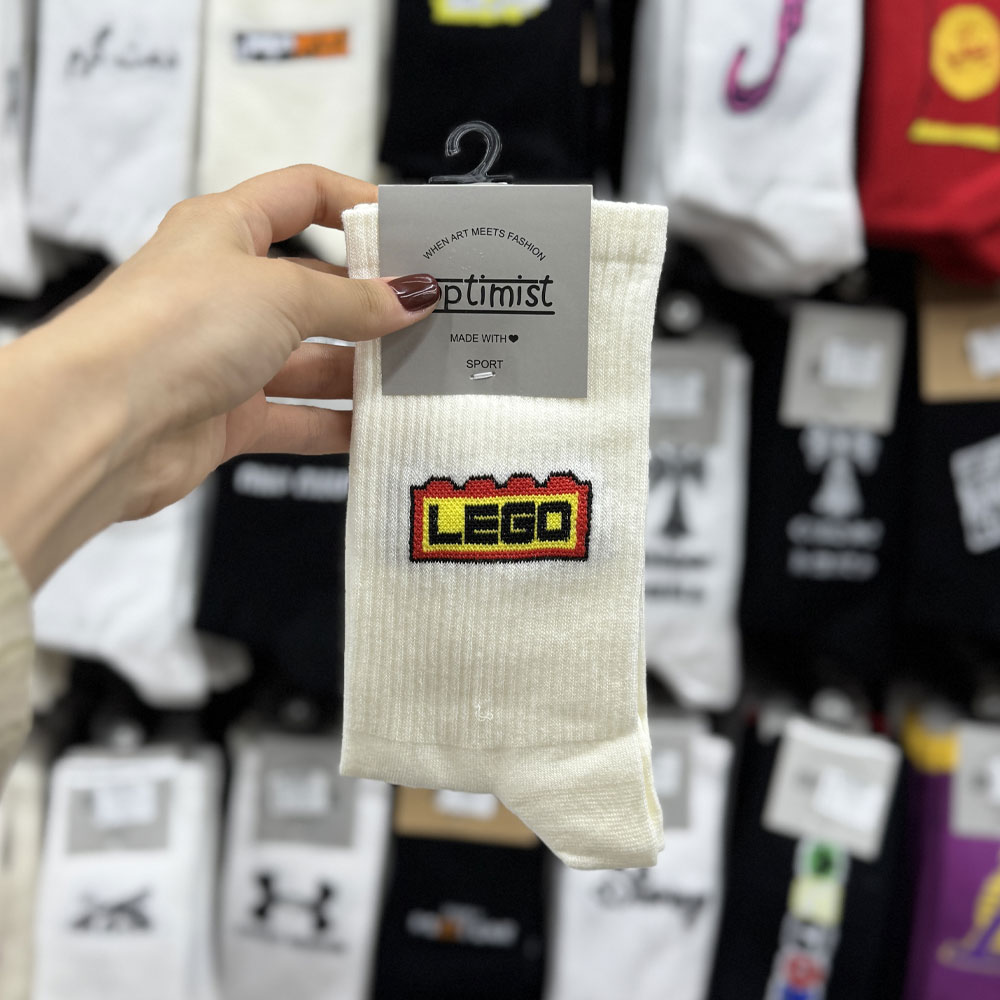 WHEN ART MEETS FASHION
optimist
MADE WITH ❤
SPORT
LEGO